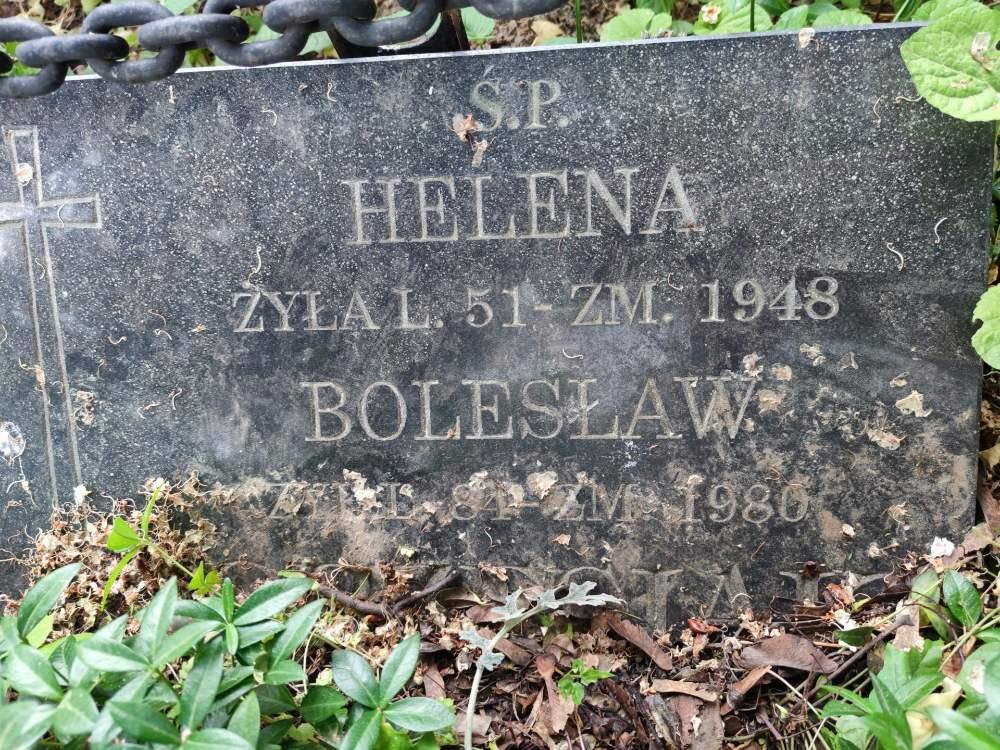 Ś.P.
HELENA
ŻYŁA L. 51-ZM. 1948
BOLESŁAW
ŻYŁ L. 84-ZM. 1980